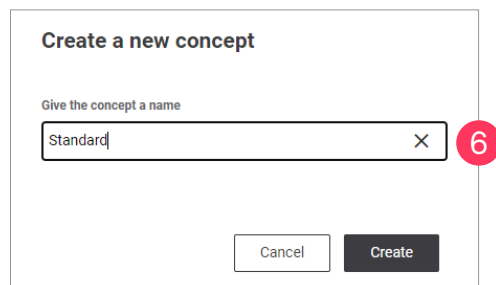 Create a new concept
Give the concept a name
Standard
6
Cancel Create